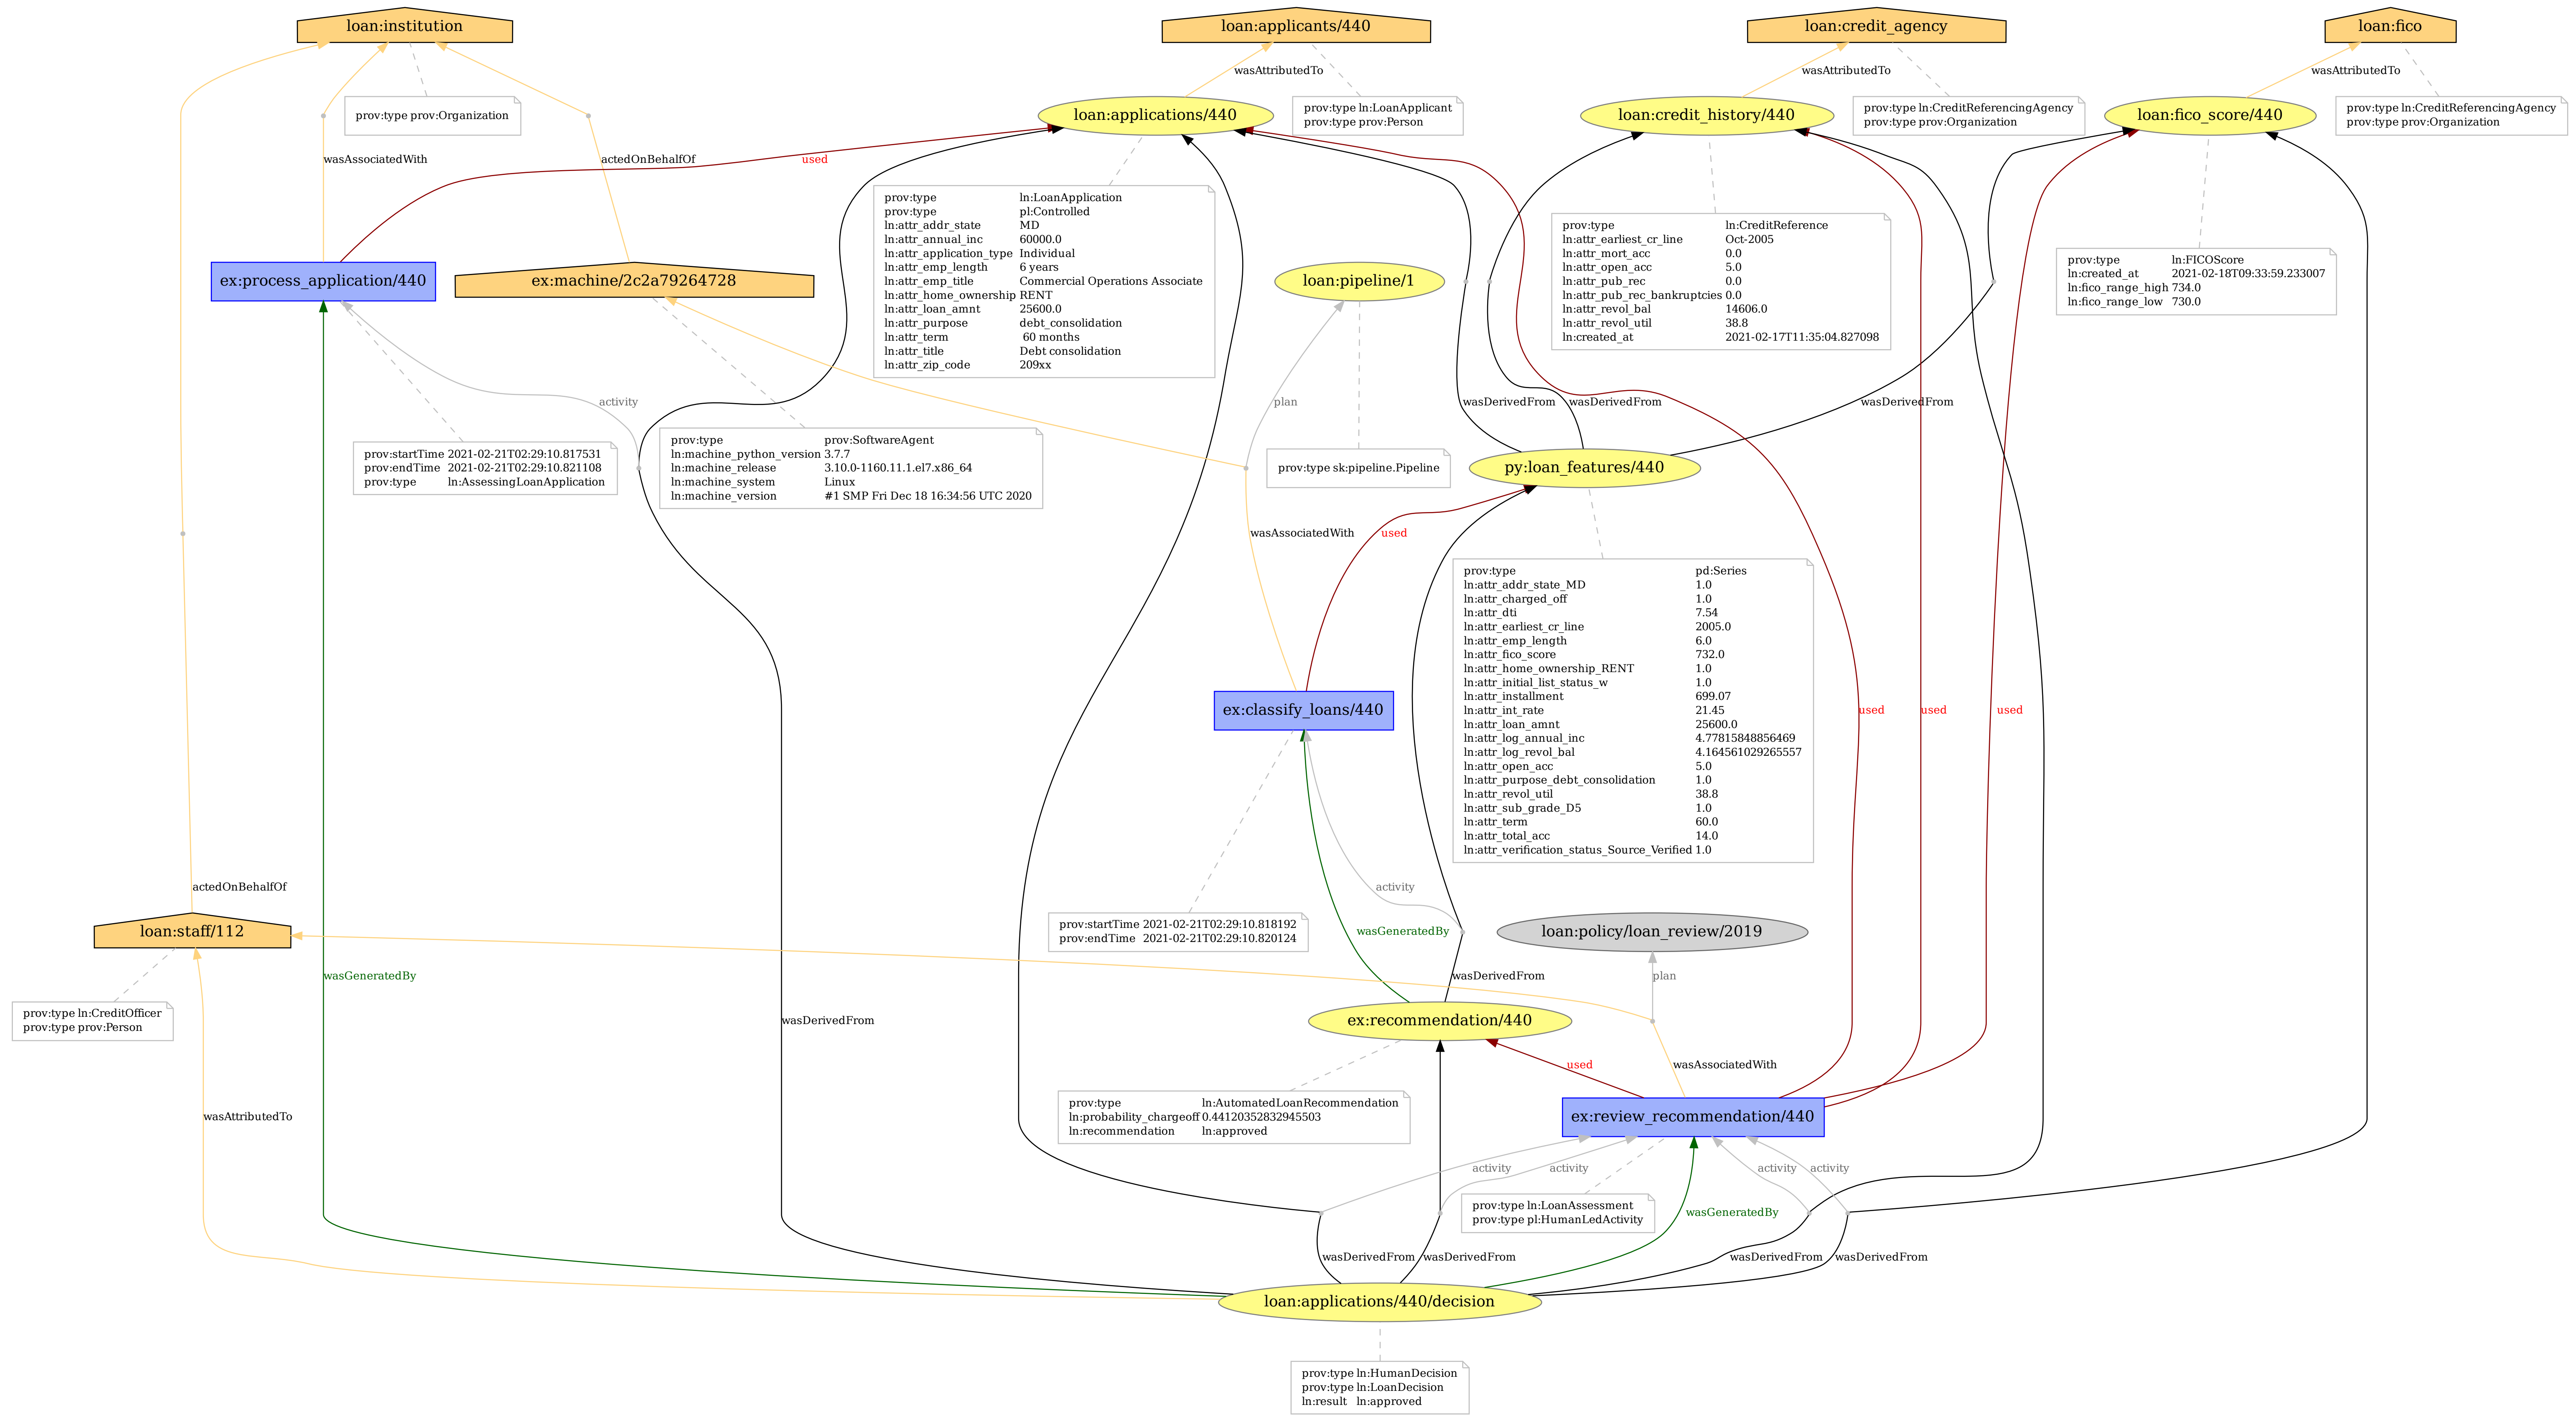 loan:institution
loan:applicants/440
loan:credit_agency
loan:fico
wasAttributedTo
wasAttributedTo
wasAttributedTo
prov:type prov:Organization
loan:applications/440
prov:type ln:LoanApplicant
prov:type prov:Person
loan:credit_history/440
prov:type ln:CreditReferencingAgency
prov:type prov:Organization
loan:fico_score/440
prov:type ln:CreditReferencingAgency
prov:type prov:Organization
wasAssociatedWith
actedOnBehalfOf
used
prov:type ln:LoanApplication
prov:type pl:Controlled
ln:attr_addr_state MD
ln:attr_annual_inc 60000.0
ln:attr_application_type Individual
ln:attr_emp_length 6 years
ln:attr_emp_title Commercial Operations Associate
ln:attr_home_ownership RENT
ln:attr_loan_amnt 25600.0
ln:attr_purpose debt_consolidation
ln:attr_term 60 months
ln:attr_title Debt consolidation
ln:attr_zip_code 209xx
prov:type ln:CreditReference
ln:attr_earliest_cr_line Oct-2005
ln:attr_mort_acc 0.0
ln:attr_open_acc 5.0
ln:attr_pub_rec 0.0
ln:attr_pub_rec_bankruptcies 0.0
ln:attr_revol_bal 14606.0
ln:attr_revol_util 38.8
ln:created_at 2021-02-17T11:35:04.827098
prov:type ln:FICOScore
ln:created_at 2021-02-18T09:33:59.233007
ln:fico_range_high 734.0
ln:fico_range_low 730.0
ex:process_application/440
ex:machine/2c2a79264728
loan:pipeline/1
activity
plan
wasDerivedFrom
wasDerivedFrom
wasDerivedFrom
prov:startTime 2021-02-21T02:29:10.817531
prov:endTime 2021-02-21T02:29:10.821108
prov:type ln:AssessingLoanApplication
prov:type prov:SoftwareAgent
ln:machine_python_version 3.7.7
ln:machine_release 3.10.0-1160.11.1.el7.x86_64
ln:machine_system Linux
ln:machine_version #1 SMP Fri Dec 18 16:34:56 UTC 2020
prov:type sk:pipeline.Pipeline
py:loan_features/440
wasAssociatedWith
used
prov:type pd:Series
ln:attr_addr_state_MD 1.0
ln:attr_charged_off 1.0
ln:attr_dti 7.54
ln:attr_earliest_cr_line 2005.0
ln:attr_emp_length 6.0
ln:attr_fico_score 732.0
ln:attr_home_ownership_RENT 1.0
ln:attr_initial_list_status_w 1.0
ln:attr_installment 699.07
ln:attr_int_rate 21.45
ln:attr_loan_amnt 25600.0
ln:attr_log_annual_inc 4.77815848856469
ln:attr_log_revol_bal 4.164561029265557
ln:attr_open_acc 5.0
ln:attr_purpose_debt_consolidation 1.0
ln:attr_revol_util 38.8
ln:attr_sub_grade_D5 1.0
ln:attr_term 60.0
ln:attr_total_acc 14.0
ln:attr_verification_status_Source_Verified 1.0
ex:classify_loans/440
used
used
used
actedOnBehalfOf
activity
loan:staff/112
prov:startTime 2021-02-21T02:29:10.818192
prov:endTime 2021-02-21T02:29:10.820124
wasGeneratedBy
loan:policy/loan_review/2019
wasGeneratedBy
wasDerivedFrom
plan
prov:type ln:CreditOfficer
prov:type prov:Person
wasDerivedFrom
ex:recommendation/440
used
wasAssociatedWith
wasAttributedTo
prov:type ln:AutomatedLoanRecommendation
ln:probability_chargeoff 0.44120352832945503
ln:recommendation ln:approved
ex:review_recommendation/440
activity
activity
activity
activity
prov:type ln:LoanAssessment
prov:type pl:HumanLedActivity
wasGeneratedBy
wasDerivedFrom
wasDerivedFrom
wasDerivedFrom
wasDerivedFrom
loan:applications/440/decision
prov:type ln:HumanDecision
prov:type ln:LoanDecision
ln:result ln:approved